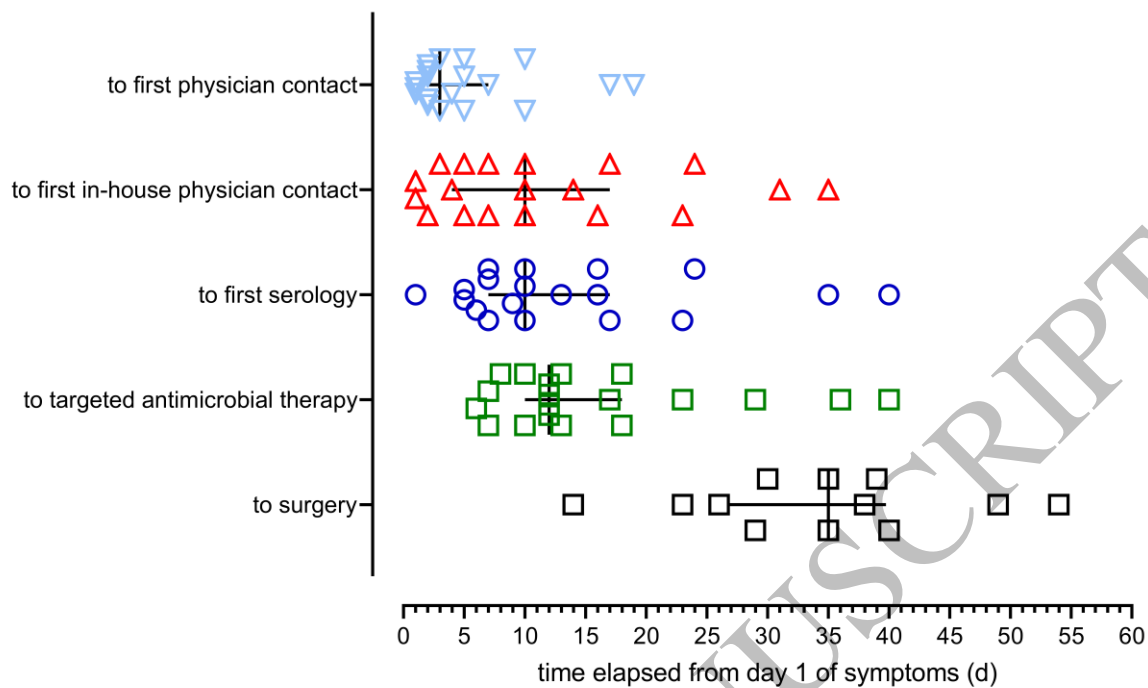 to first physician contact
to first in-house physician contact
to first serology
to targeted antimicrobial therapy
to surgery
0 5 10 15 20 25 30 35 40 45 50 55 60
time elapsed from day 1 of symptoms (d)
USCRIPT